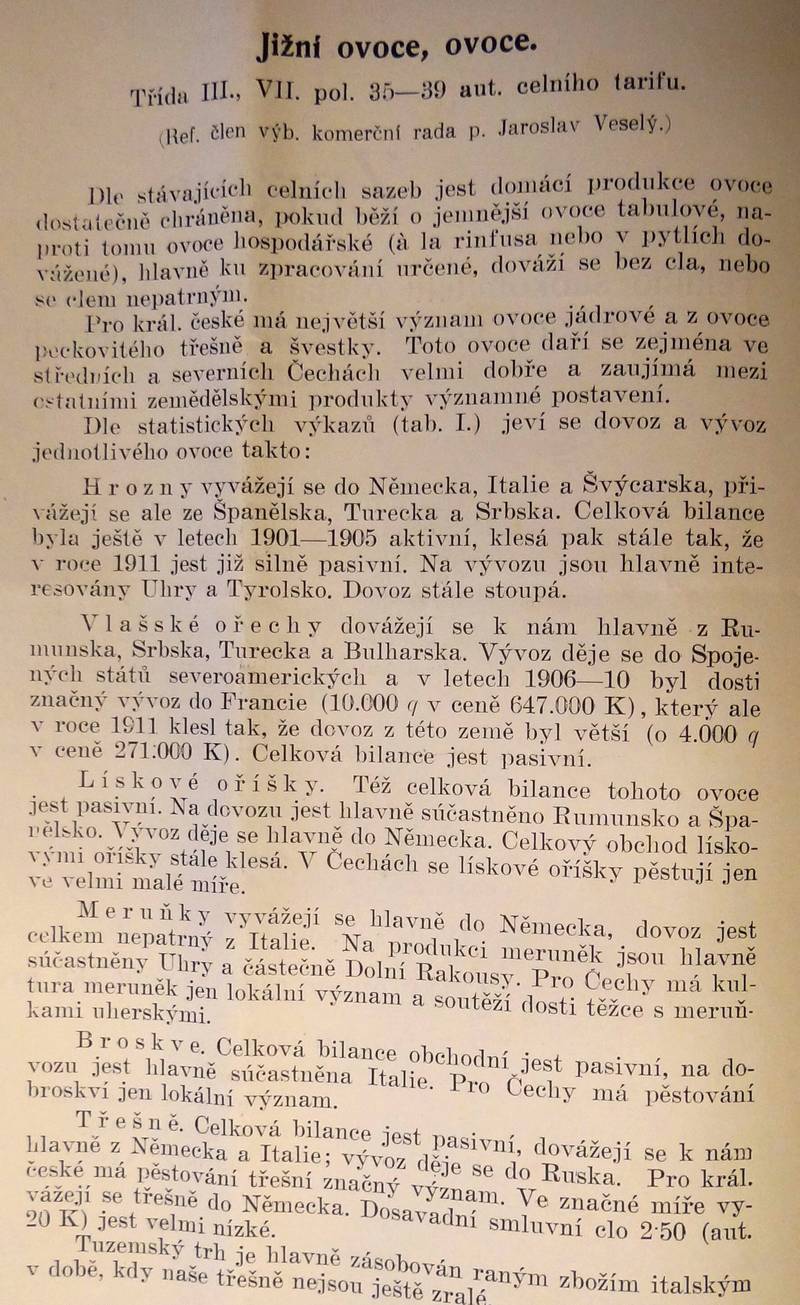 Jižní ovoce, ovoce.
Třída III., VII. pol. 35—39 aut. celního tarifu.
(Ref. člen výb. komerční rada p. Jaroslav Veselý.)
Dle stávajících celních sazeb jest domácí produkce ovoce
dostatečně chráněna, pokud běží o jemnější ovoce tabulové, na-
proti tomu ovoce hospodářské (à la rinfusa nebo v pytlích do-
vážené), hlavně ku zpracování určené, dováží se bez cla, nebo
se clem nepatrným.
Pro král. české má největší význam ovoce jádrové a z ovoce
peckovitého třešně a švestky. Toto ovoce daří se zejména ve
středních a severních Čechách velmi dobře a zaujímá mezi
ostatními zemědělskými produkty významné postavení.
Dle statistických výkazů (tab. I.) jeví se dovoz a vývoz
jednotlivého ovoce takto:
Hrozny vyvážejí se do Německa, Italie a Švýcarska, při-
vážejí se ale ze Španělska, Turecka a Srbska. Celková bilance
byla ještě v letech 1901—1905 aktivní, klesá pak stále tak, že
v roce 1911 jest již silně pasivní. Na vývozu jsou hlavně inte-
resovány Uhry a Tyrolsko. Dovoz stále stoupá.
Vlašské ořechy dovážejí se k nám hlavně z Ru-
munska, Srbska, Turecka a Bulharska. Vývoz děje se do Spoje-
ných států severoamerických a v letech 1906—10 byl dosti
značný vývoz do Francie (10.000 q v ceně 647.000 K), který ale
v roce 1911 klesl tak, že dovoz z této země byl větší (o 4.000 q
v ceně 271.000 K). Celková bilance jest pasivní.
Lískové oříšky. Též celková bilance tohoto ovoce
jest pasivní. Na dovozu jest hlavně súčastněno Rumunsko a Špa-
nělsko. Vývoz děje se hlavně do Německa. Celkový obchod lísko-
vými oříšky stále klesá. V Čechách se lískové oříšky pěstují jen
ve velmi malé míře.
Meruňky vyvážejí se hlavně do Německa, dovoz jest
celkem nepatrný z Italie. Na produkci meruněk jsou hlavně
súčastněny Uhry a částečně Dolní Rakousy. Pro Čechy má kul-
tura meruněk jen lokální význam a soutěží dosti těžce s meruň-
kami uherskými.
Broskve. Celková bilance obchodní jest pasivní, na do-
vozu jest hlavně súčastněna Italie. Pro Čechy má pěstování
broskví jen lokální význam.
Třešně. Celková bilance jest pasivní, dovážejí se k nám
hlavně z Německa a Italie; vývoz děje se do Ruska. Pro král.
české má pěstování třešní značný význam. Ve značné míře vy-
vážejí se třešně do Německa. Dosavadní smluvní clo 2·50 (aut.
20 K) jest velmi nízké.
Tuzemský trh je hlavně zásobován raným zbožím italským
v době, kdy naše třešně nejsou ještě zralé